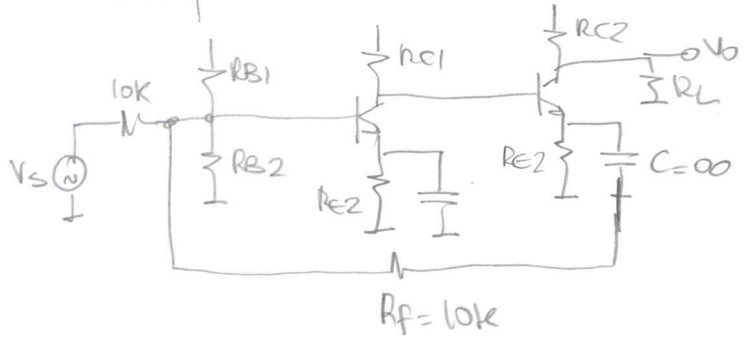 RC2
Vo
RC1
RB1
10K
RL
RB2
RE2
C=∞
Vs
RE2
Rf=10K